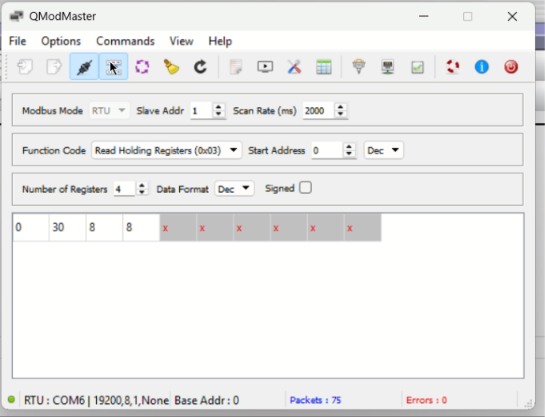 QModMaster
File Options Commands View Help
Modbus Mode RTU Slave Addr 1 Scan Rate (ms) 2000
Function Code Read Holding Registers (0x03) Start Address 0 Dec
Number of Registers 4 Data Format Dec Signed
0 30 8 8 x x x x x x
RTU : COM6 | 19200,8,1,None Base Addr : 0 Packets : 75 Errors : 0